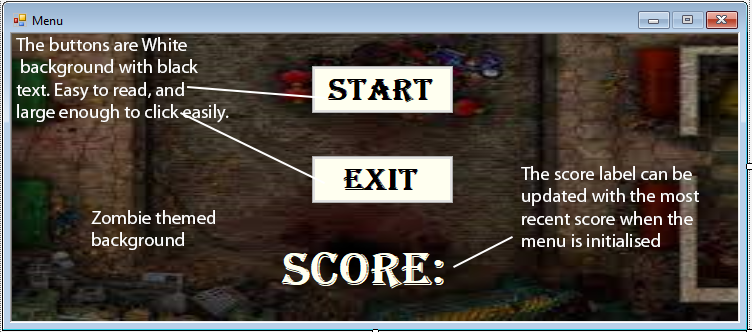 Menu
The buttons are White
background with black
text. Easy to read, and
large enough to click easily.
START
EXIT
The score label can be
updated with the most
recent score when the
menu is initialised
Zombie themed
background
SCORE: